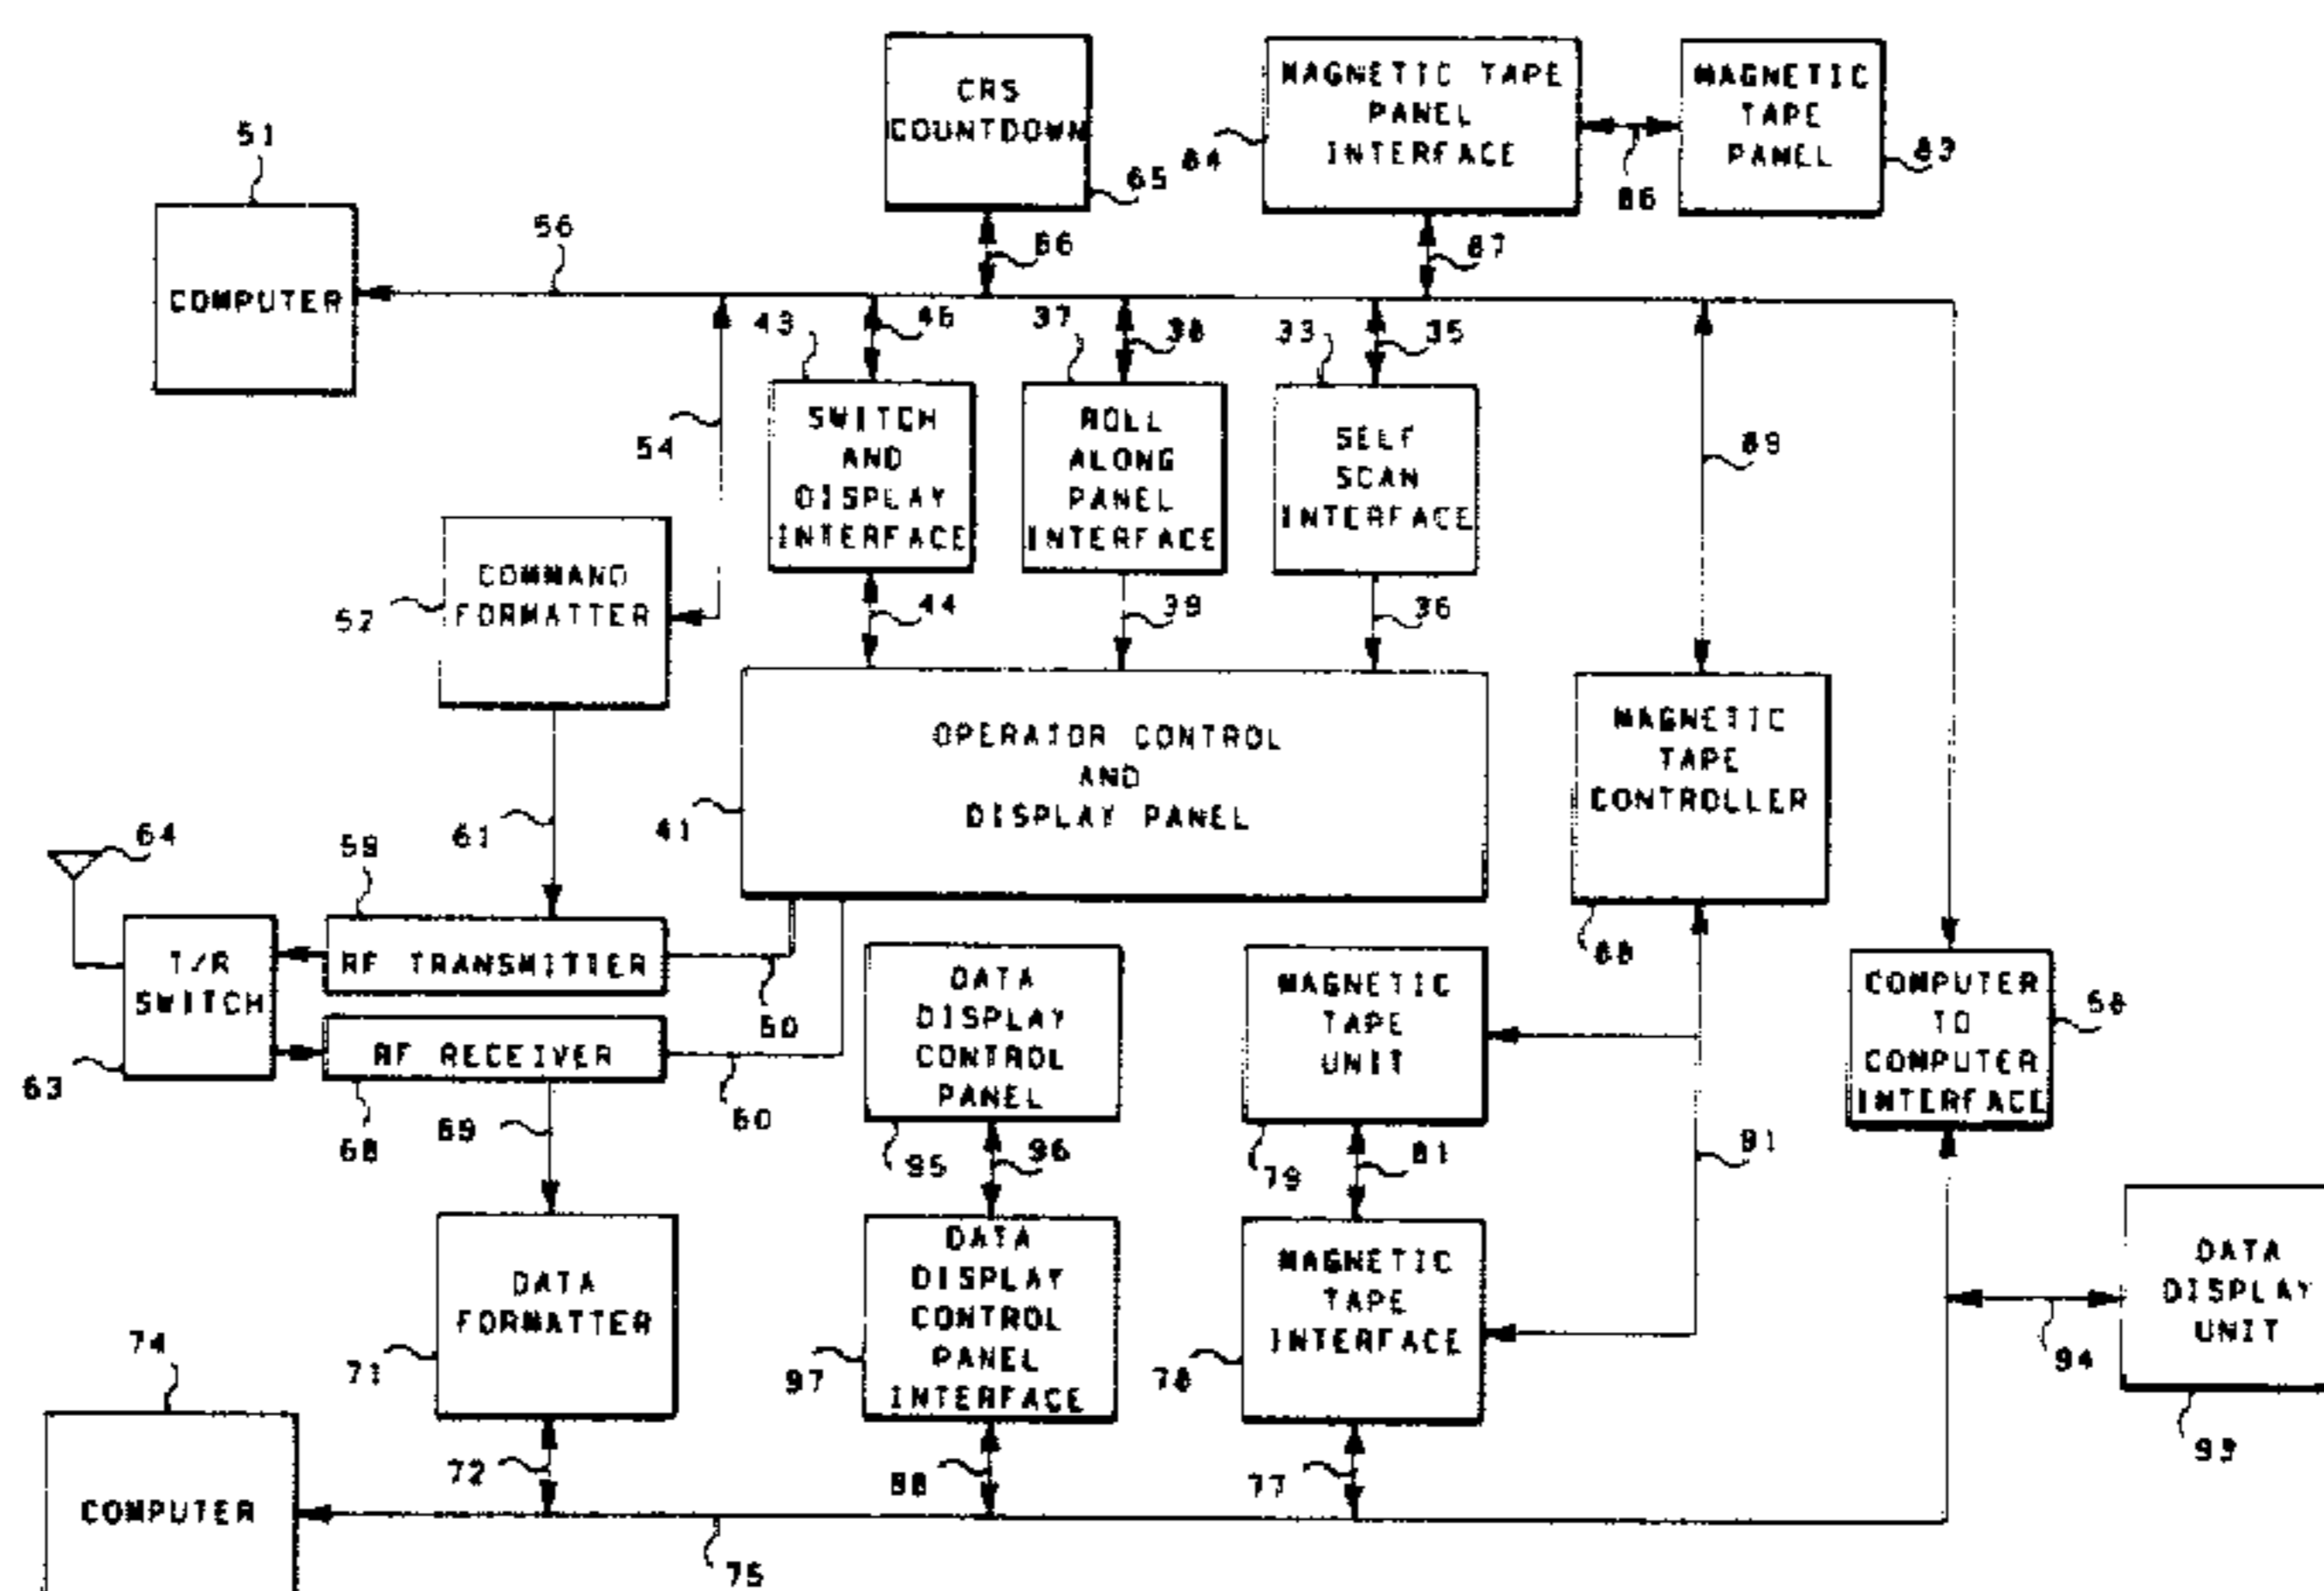 CRS
COUNTDOWN
65
66
MAGNETIC TAPE
PANEL
INTERFACE
84
86
MAGNETIC
TAPE
PANEL
83
87
51
COMPUTER
56
54
43
46
37
38
33
35
89
SWITCH
AND
DISPLAY
INTERFACE
ROLL
ALONG
PANEL
INTERFACE
SELF
SCAN
INTERFACE
COMMAND
FORMATTER
52
44
39
36
OPERATOR CONTROL
AND
DISPLAY PANEL
41
MAGNETIC
TAPE
CONTROLLER
88
61
64
59
T/R
SWITCH
63
RF TRANSMITTER
60
RF RECEIVER
68
60
69
DATA
DISPLAY
CONTROL
PANEL
95
96
MAGNETIC
TAPE
UNIT
79
81
91
COMPUTER
TO
COMPUTER
INTERFACE
58
DATA
FORMATTER
71
72
DATA
DISPLAY
CONTROL
PANEL
INTERFACE
97
98
MAGNETIC
TAPE
INTERFACE
78
77
DATA
DISPLAY
UNIT
94
93
74
COMPUTER
75